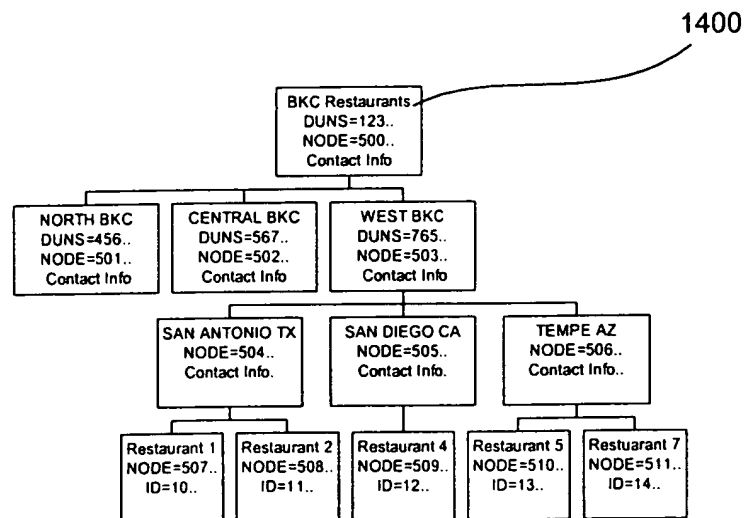 1400
BKC Restaurants
DUNS=123..
NODE=500..
Contact Info
NORTH BKC
DUNS=456..
NODE=501..
Contact Info
CENTRAL BKC
DUNS=567..
NODE=502..
Contact Info
WEST BKC
DUNS=765..
NODE=503..
Contact Info
SAN ANTONIO TX
NODE=504..
Contact Info.
SAN DIEGO CA
NODE=505..
Contact Info.
TEMPE AZ
NODE=506..
Contact Info..
Restaurant 1
NODE=507..
ID=10..
Restaurant 2
NODE=508..
ID=11..
Restaurant 4
NODE=509..
ID=12..
Restaurant 5
NODE=510..
ID=13..
Restuarant 7
NODE=511..
ID=14..